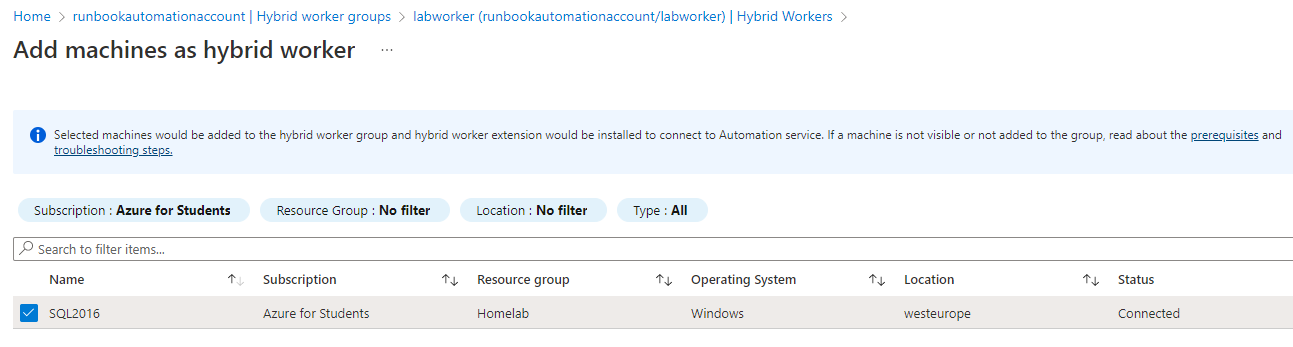 Home > runbookautomationaccount | Hybrid worker groups > labworker (runbookautomationaccount/labworker) | Hybrid Workers >
Add machines as hybrid worker ...
Selected machines would be added to the hybrid worker group and hybrid worker extension would be installed to connect to Automation service. If a machine is not visible or not added to the group, read about the prerequisites and
troubleshooting steps.
Subscription : Azure for Students Resource Group : No filter Location : No filter Type : All
Search to filter items...
Name Subscription Resource group Operating System Location Status
SQL2016 Azure for Students Homelab Windows westeurope Connected